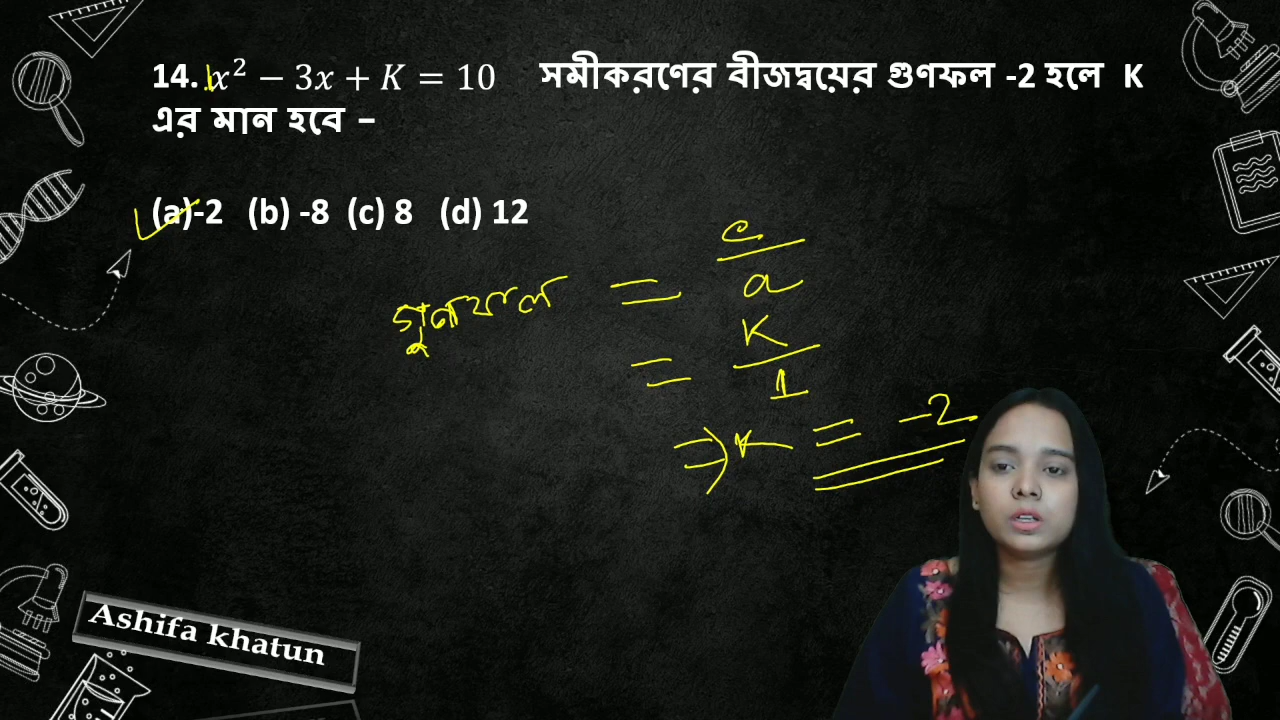 14. x² − 3x + K = 10 সমীকরণের বীজদ্বয়ের গুণফল -2 হলে K
এর মান হবে –
(a)-2 (b) -8 (c) 8 (d) 12
গুণফল = c/a
= K/1
⇒ K = -2
Ashifa khatun